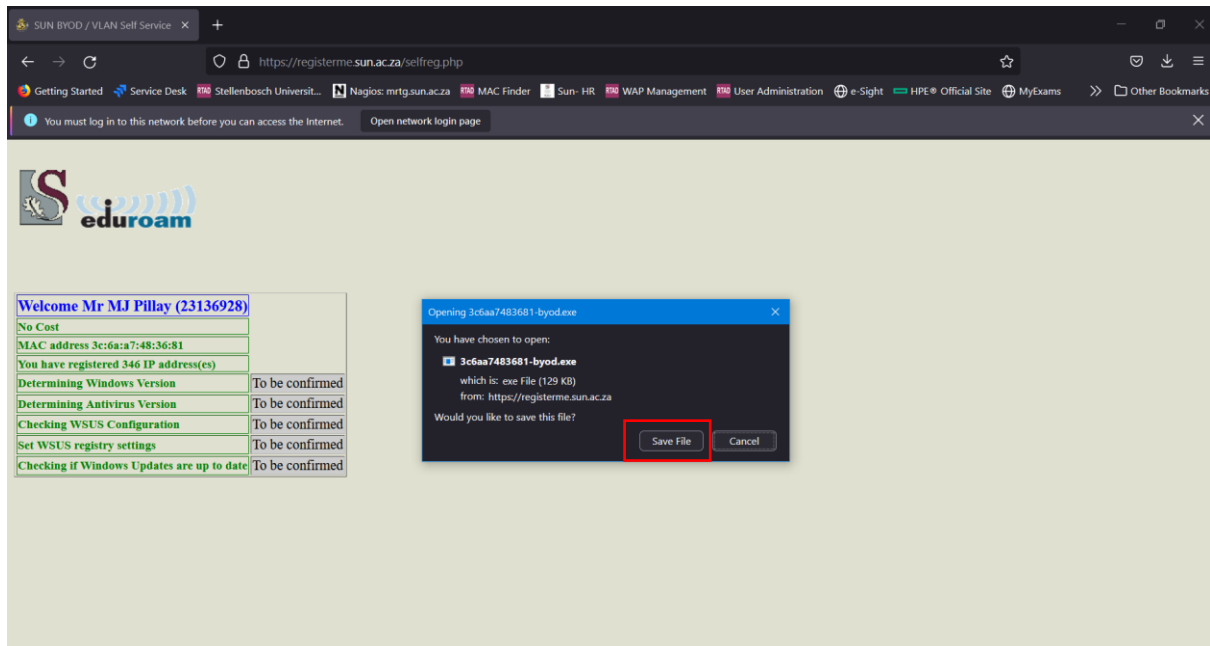 SUN BYOD / VLAN Self Service
https://registerme.sun.ac.za/selfreg.php
Getting Started Service Desk RTAD Stellenbosch Universit... N Nagios: mrtg.sun.ac.za RTAD MAC Finder Sun- HR RTAD WAP Management RTAD User Administration e-Sight HPE® Official Site MyExams Other Bookmarks
You must log in to this network before you can access the Internet. Open network login page
S
eduroam
Welcome Mr MJ Pillay (23136928)
No Cost
MAC address 3c:6a:a7:48:36:81
You have registered 346 IP address(es)
Determining Windows Version To be confirmed
Determining Antivirus Version To be confirmed
Checking WSUS Configuration To be confirmed
Set WSUS registry settings To be confirmed
Checking if Windows Updates are up to date To be confirmed
Opening 3c6aa7483681-byod.exe
You have chosen to open:
3c6aa7483681-byod.exe
which is: exe File (129 KB)
from: https://registerme.sun.ac.za
Would you like to save this file?
Save File Cancel